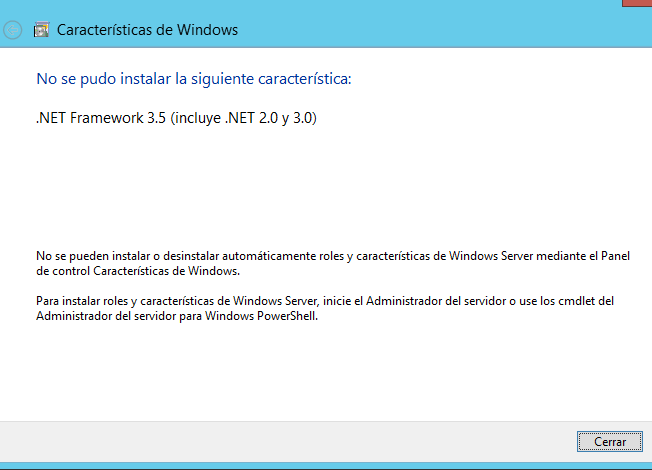 Características de Windows
No se pudo instalar la siguiente característica:
.NET Framework 3.5 (incluye .NET 2.0 y 3.0)
No se pueden instalar o desinstalar automáticamente roles y características de Windows Server mediante el Panel
de control Características de Windows.
Para instalar roles y características de Windows Server, inicie el Administrador del servidor o use los cmdlet del
Administrador del servidor para Windows PowerShell.
Cerrar